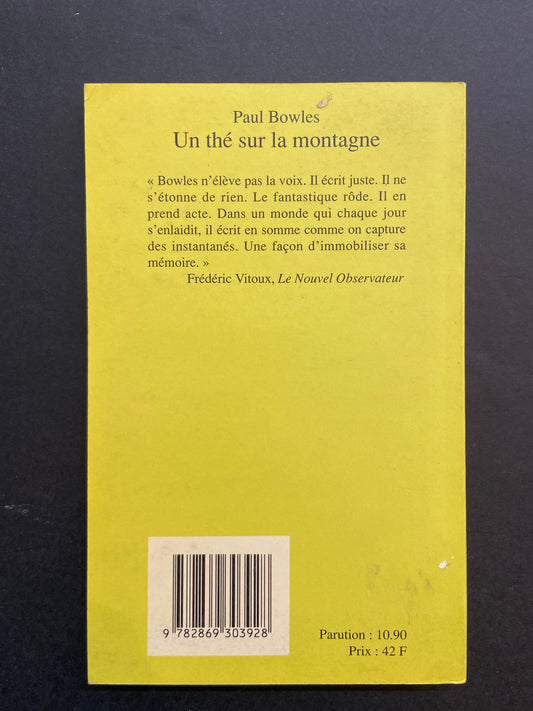 Paul Bowles
Un thé sur la montagne
« Bowles n’élève pas la voix. Il écrit juste. Il ne
s’étonne de rien. Le fantastique rôde. Il en
prend acte. Dans un monde qui chaque jour
s’enlaidit, il écrit en somme comme on capture
des instantanés. Une façon d’immobiliser sa
mémoire. »
Frédéric Vitoux, Le Nouvel Observateur
9 782869 303928
Parution : 10.90
Prix : 42 F